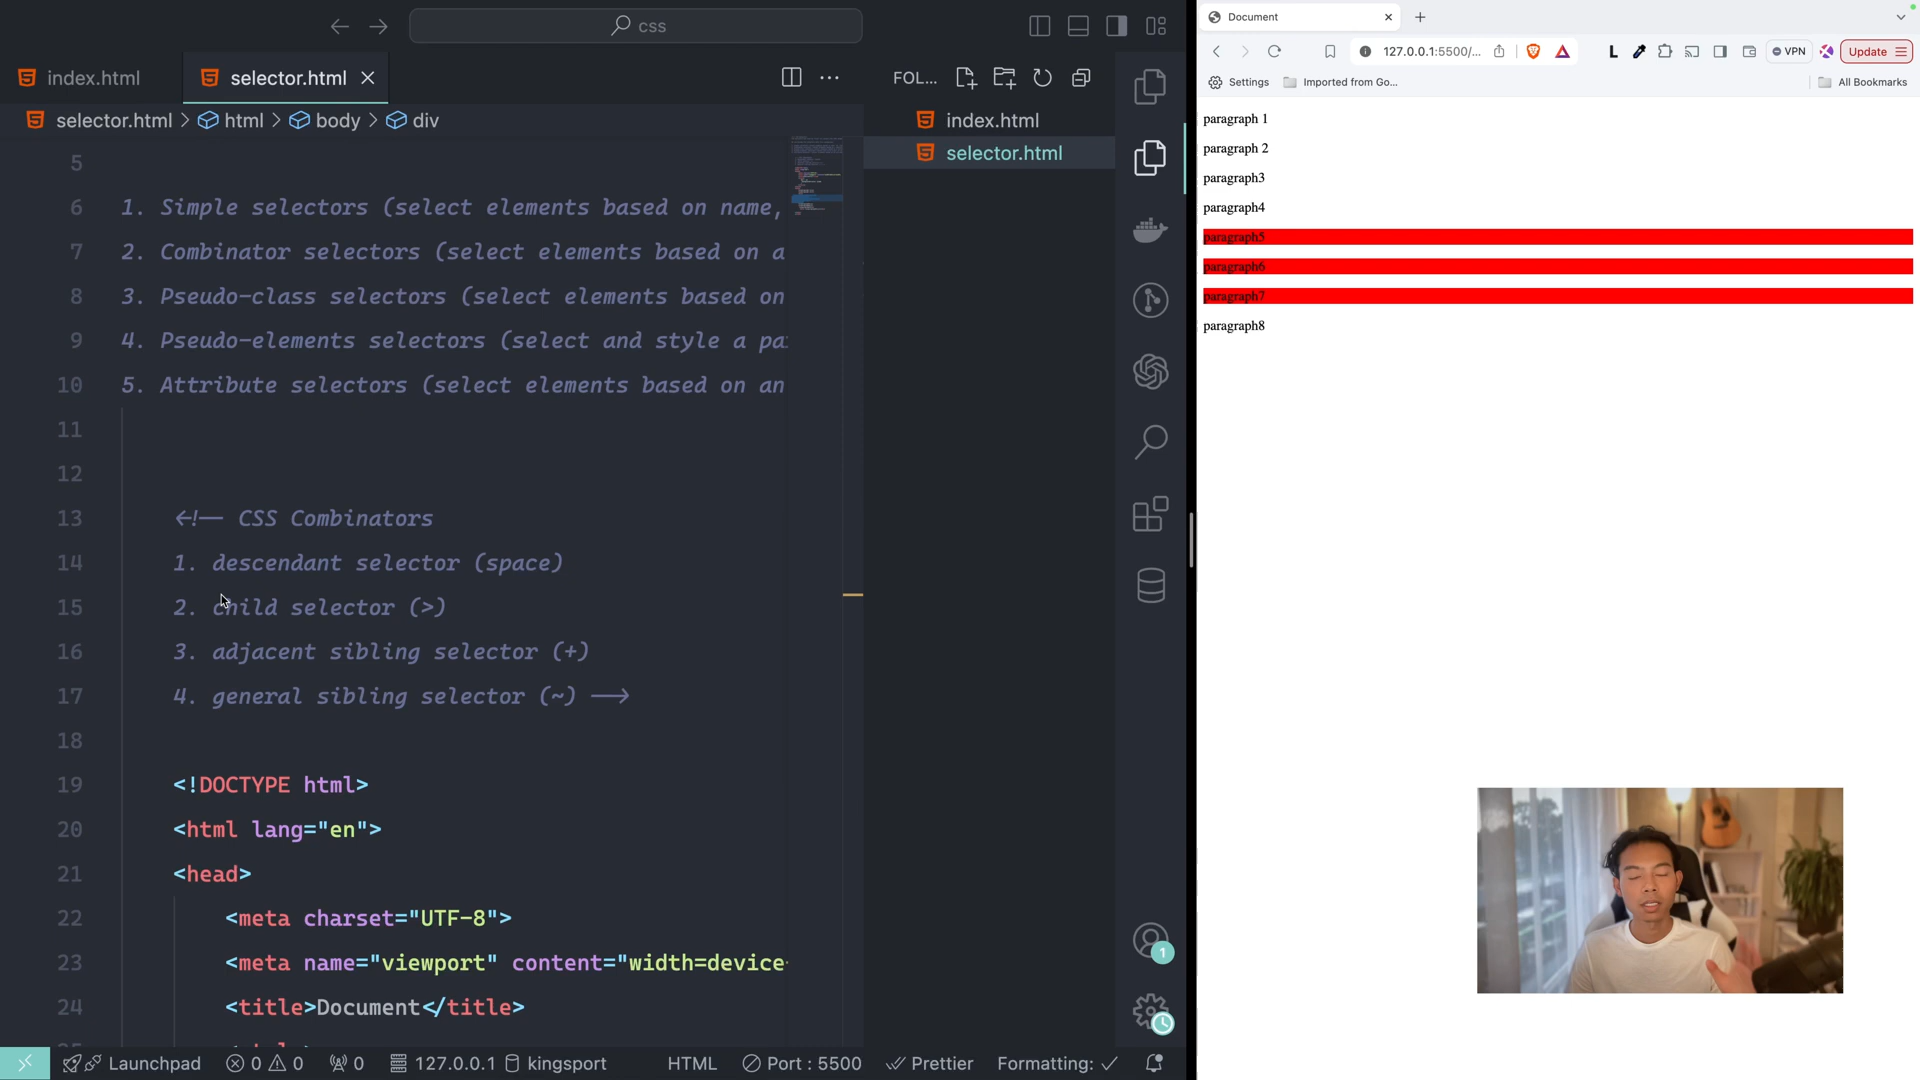 css
index.html
selector.html
FOL...
selector.html > html > body > div
5
6 1. Simple selectors (select elements based on name,
7 2. Combinator selectors (select elements based on a
8 3. Pseudo-class selectors (select elements based on
9 4. Pseudo-elements selectors (select and style a pa
10 5. Attribute selectors (select elements based on an
11
12
13 <!-- CSS Combinators
14 1. descendant selector (space)
15 2. child selector (>)
16 3. adjacent sibling selector (+)
17 4. general sibling selector (~) -->
18
19 <!DOCTYPE html>
20 <html lang="en">
21 <head>
22 <meta charset="UTF-8">
23 <meta name="viewport" content="width=device-
24 <title>Document</title>
index.html
selector.html
1
Launchpad 0 0 0 127.0.0.1 kingsport HTML Port : 5500 Prettier Formatting:
Document
127.0.0.1:5500/... L VPN Update
Settings Imported from Go... All Bookmarks
paragraph 1
paragraph 2
paragraph3
paragraph4
paragraph5
paragraph6
paragraph7
paragraph8